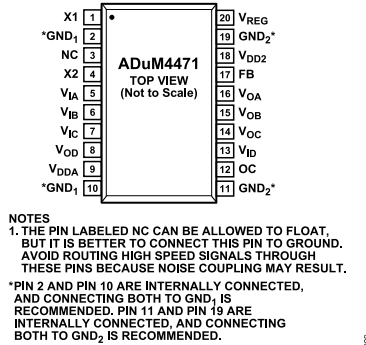 X1 1
*GND1 2
NC 3
X2 4
VIA 5
VIB 6
VIC 7
VOD 8
VDDA 9
*GND1 10
ADuM4471
TOP VIEW
(Not to Scale)
20 VREG
19 GND2*
18 VDD2
17 FB
16 VOA
15 VOB
14 VOC
13 VID
12 OC
11 GND2*
NOTES
1. THE PIN LABELED NC CAN BE ALLOWED TO FLOAT,
BUT IT IS BETTER TO CONNECT THIS PIN TO GROUND.
AVOID ROUTING HIGH SPEED SIGNALS THROUGH
THESE PINS BECAUSE NOISE COUPLING MAY RESULT.
*PIN 2 AND PIN 10 ARE INTERNALLY CONNECTED,
AND CONNECTING BOTH TO GND1 IS
RECOMMENDED. PIN 11 AND PIN 19 ARE
INTERNALLY CONNECTED, AND CONNECTING
BOTH TO GND2 IS RECOMMENDED.